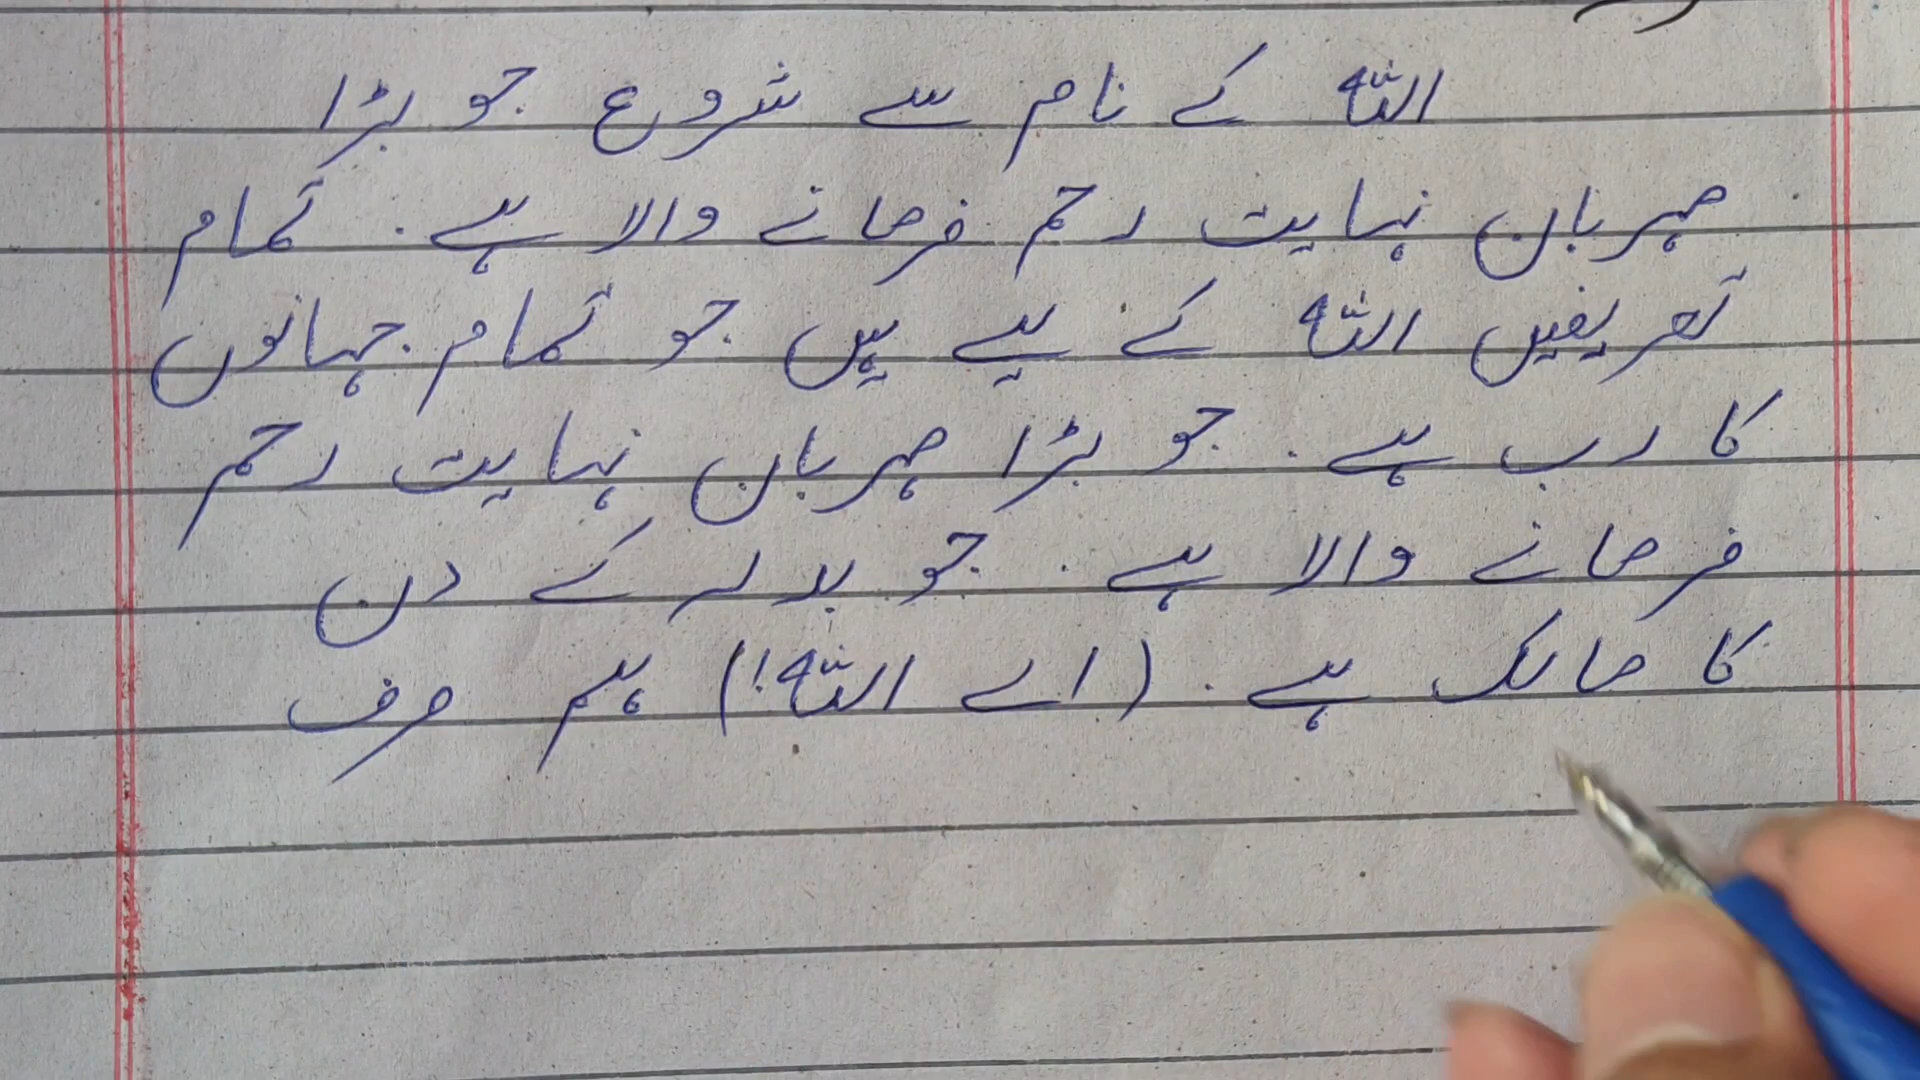 اللہ کے نام سے شروع جو بڑا
مہربان نہایت رحم فرمانے والا ہے۔ تمام
تعریفیں اللہ کے لیے ہیں جو تمام جہانوں
کا رب ہے۔ جو بڑا مہربان نہایت رحم
فرمانے والا ہے۔ جو بدلہ کے دن
کا مالک ہے۔ (اے اللہ!) ہم صرف